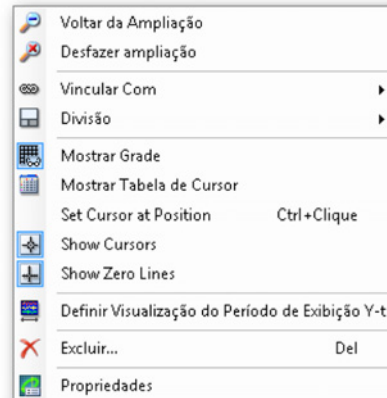 Voltar da Ampliação
Desfazer ampliação
Vincular Com
Divisão
Mostrar Grade
Mostrar Tabela de Cursor
Set Cursor at Position Ctrl+Clique
Show Cursors
Show Zero Lines
Definir Visualização do Período de Exibição Y-t
Excluir... Del
Propriedades